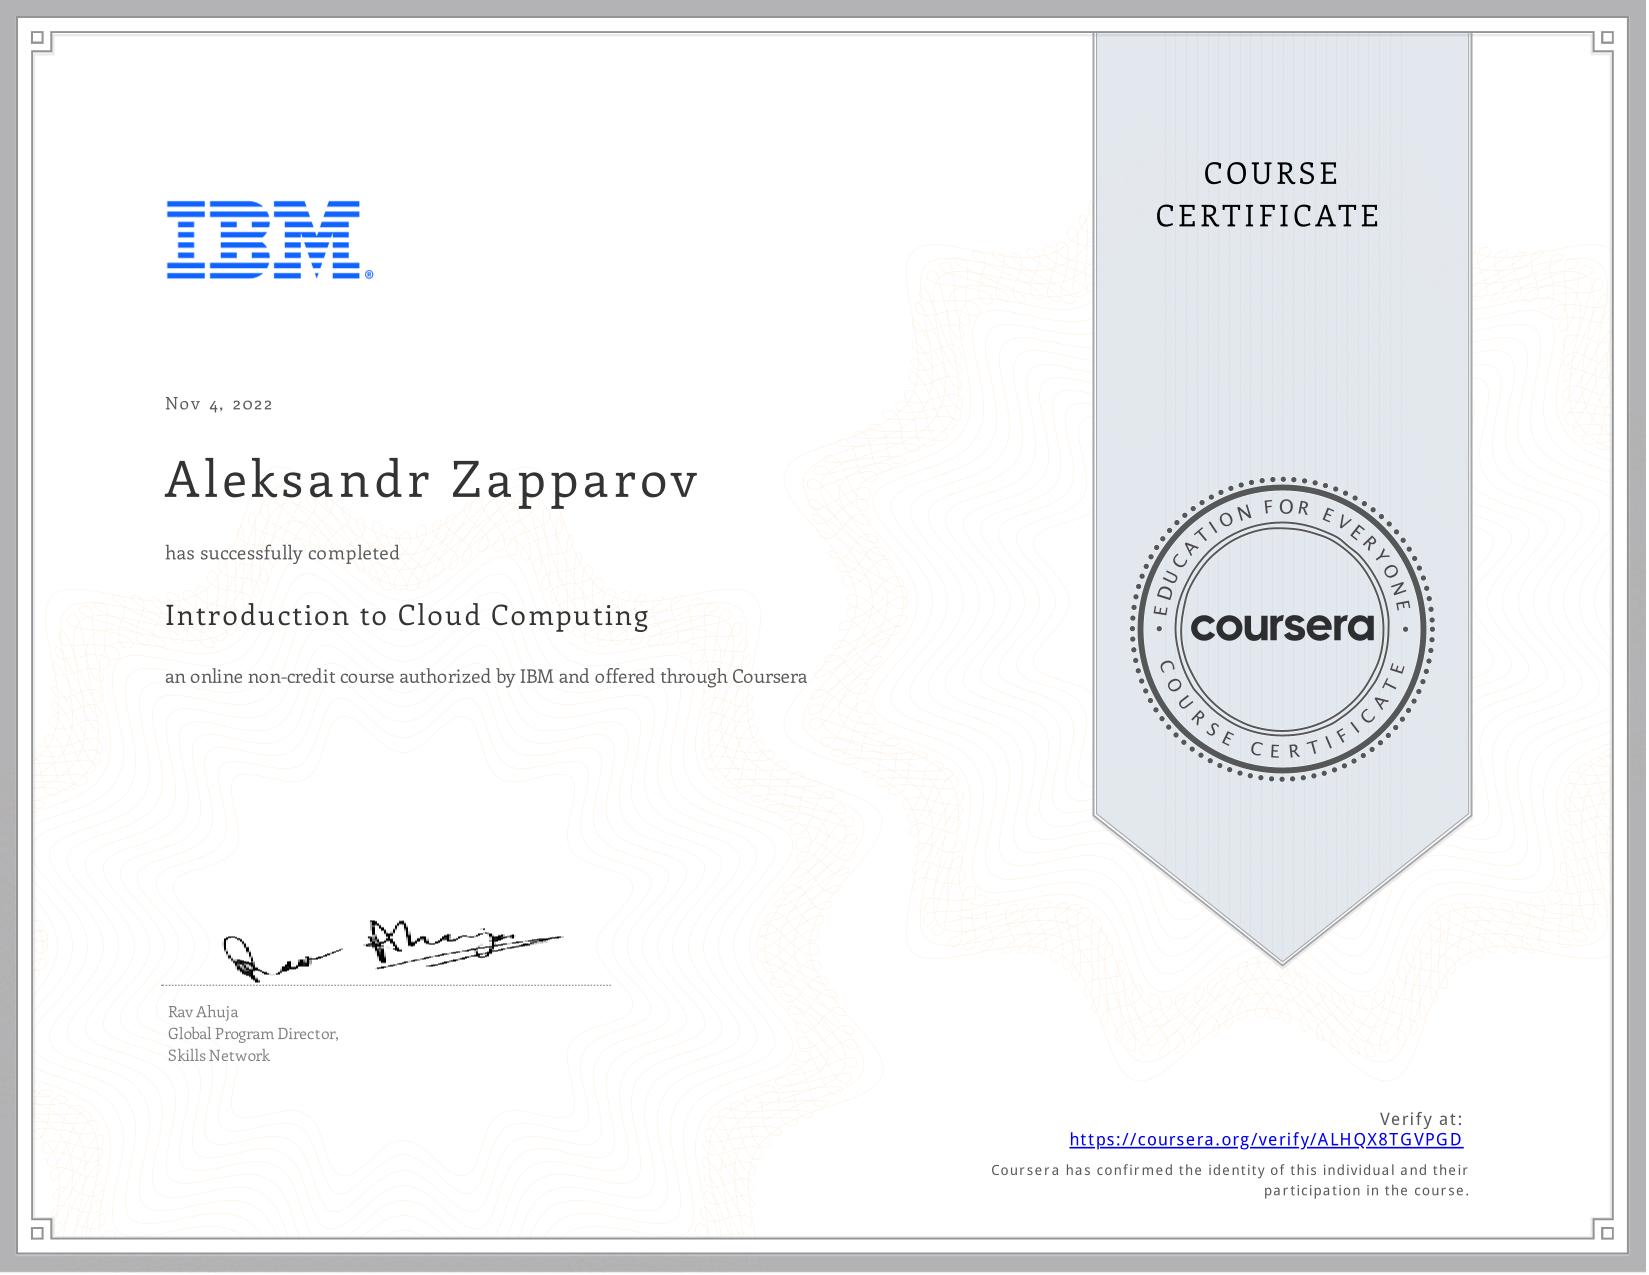 IBM®
COURSE
CERTIFICATE
Nov 4, 2022
Aleksandr Zapparov
has successfully completed
Introduction to Cloud Computing
an online non-credit course authorized by IBM and offered through Coursera
EDUCATION FOR EVERYONE
coursera
COURSE CERTIFICATE
Rav Ahuja
Global Program Director,
Skills Network
Verify at:
https://coursera.org/verify/ALHQX8TGVPGD
Coursera has confirmed the identity of this individual and their
participation in the course.